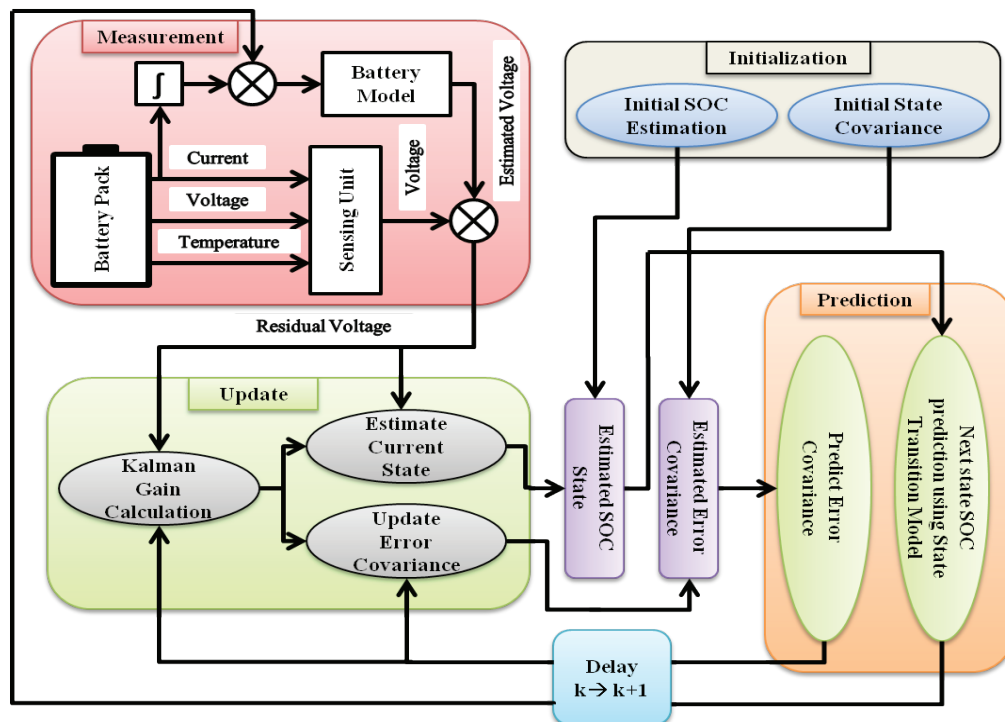 Measurement
∫
Battery
Model
Estimated Voltage
Current
Voltage
Temperature
Battery Pack
Sensing Unit
Voltage
Initialization
Initial SOC
Estimation
Initial State
Covariance
Residual Voltage
Update
Kalman
Gain
Calculation
Estimate
Current
State
Update
Error
Covariance
Estimated SOC
State
Estimated Error
Covariance
Prediction
Predict Error
Covariance
Next state SOC
prediction using State
Transition Model
Delay
k → k+1